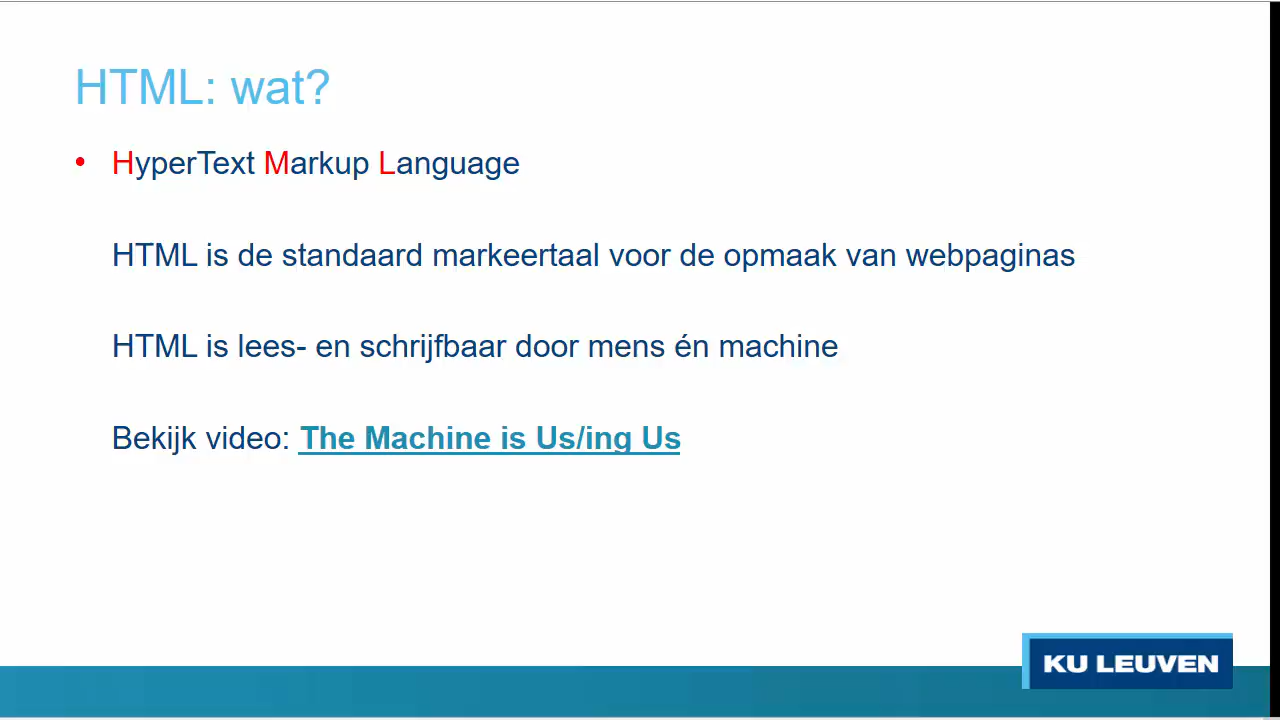 HTML: wat?
• HyperText Markup Language
HTML is de standaard markeertaal voor de opmaak van webpaginas
HTML is lees- en schrijfbaar door mens én machine
Bekijk video: The Machine is Us/ing Us
KU LEUVEN